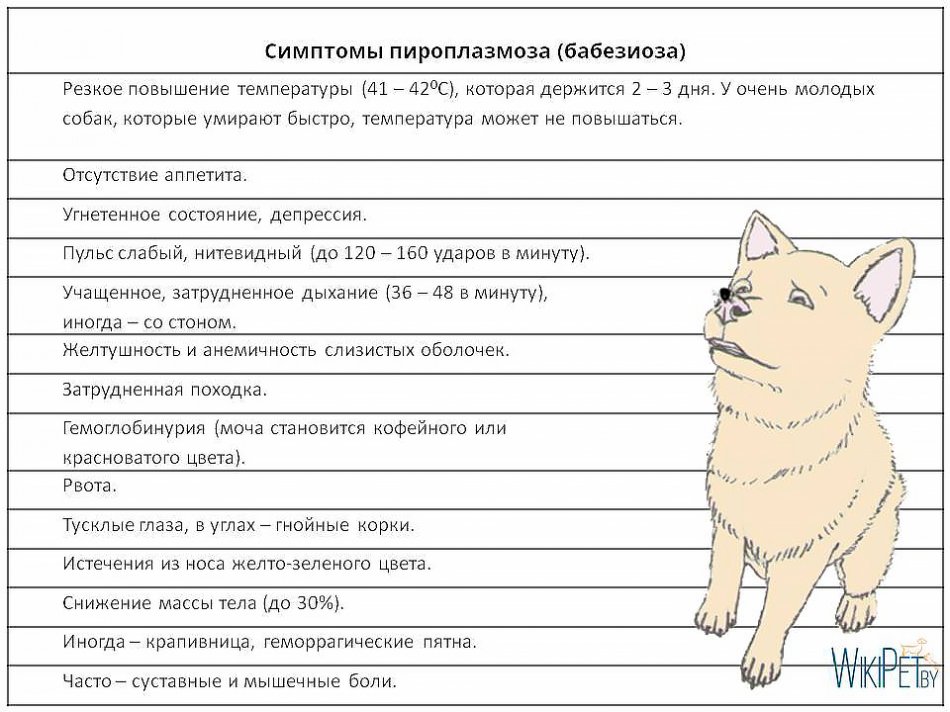 Симптомы пироплазмоза (бабезиоза)
Резкое повышение температуры (41 – 42⁰С), которая держится 2 – 3 дня. У очень молодых
собак, которые умирают быстро, температура может не повышаться.
Отсутствие аппетита.
Угнетенное состояние, депрессия.
Пульс слабый, нитевидный (до 120 – 160 ударов в минуту).
Учащенное, затрудненное дыхание (36 – 48 в минуту),
иногда – со стоном.
Желтушность и анемичность слизистых оболочек.
Затрудненная походка.
Гемоглобинурия (моча становится кофейного или
красноватого цвета).
Рвота.
Тусклые глаза, в углах – гнойные корки.
Истечения из носа желто-зеленого цвета.
Снижение массы тела (до 30%).
Иногда – крапивница, геморрагические пятна.
Часто – суставные и мышечные боли.
WIKIPET.BY